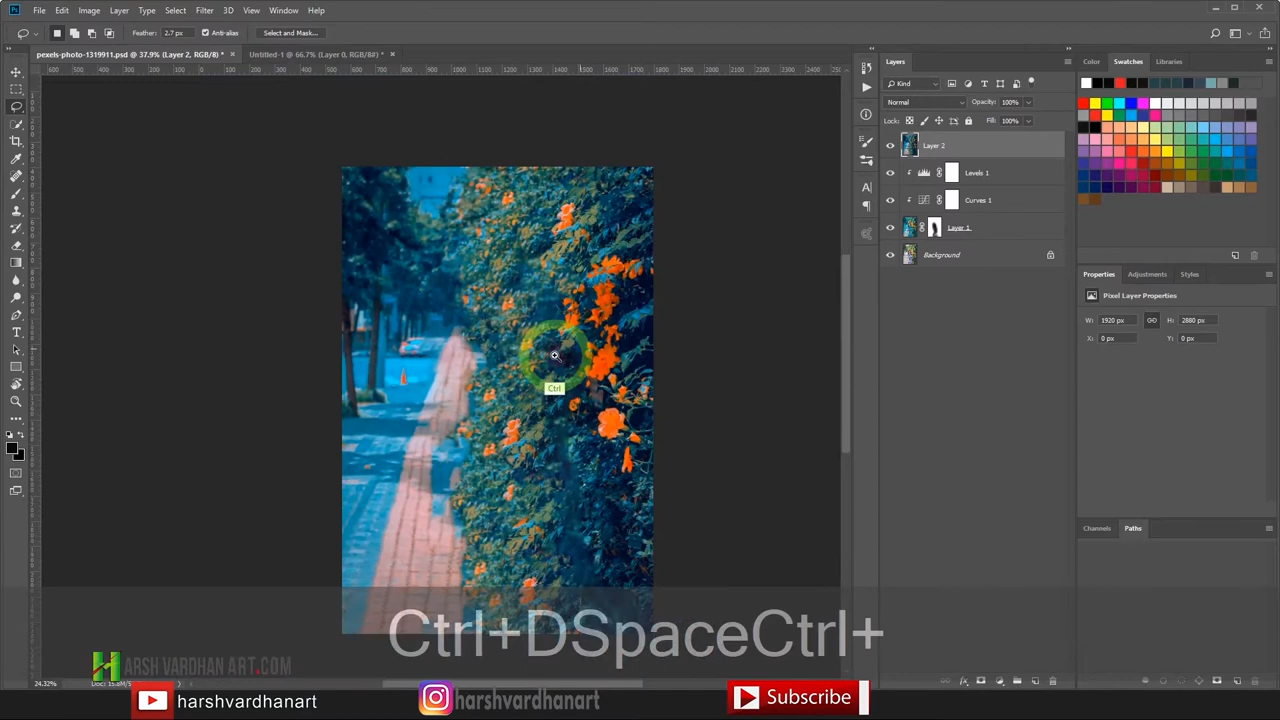 Ps File Edit Image Layer Type Select Filter 3D View Window Help
Feather: 2.7 px Anti-alias Select and Mask...
pexels-photo-1319911.psd @ 37.9% (Layer 2, RGB/8) * × Untitled-1 @ 66.7% (Layer 0, RGB/8#) * ×
Layers
Kind
Normal Opacity: 100%
Lock: Fill: 100%
Layer 2
Levels 1
Curves 1
Layer 1
Background
Color Swatches Libraries
Properties Adjustments Styles
Pixel Layer Properties
W: 1920 px H: 2880 px
X: 0 px Y: 0 px
Channels Paths
Ctrl
Ctrl+DSpaceCtrl+
HARSH VARDHAN ART.COM
24.32%
harshvardhanart
harshvardhanart
Subscribe